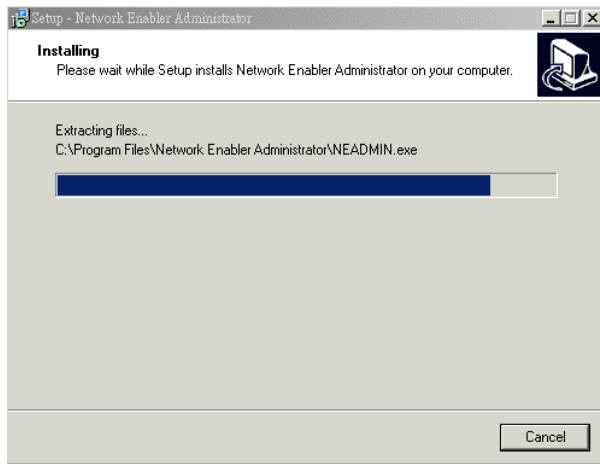 Setup - Network Enabler Administrator
Installing
Please wait while Setup installs Network Enabler Administrator on your computer.
Extracting files...
C:\Program Files\Network Enabler Administrator\NEADMIN.exe
Cancel